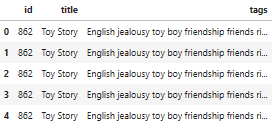 id title tags
0 862 Toy Story English jealousy toy boy friendship friends ri...
1 862 Toy Story English jealousy toy boy friendship friends ri...
2 862 Toy Story English jealousy toy boy friendship friends ri...
3 862 Toy Story English jealousy toy boy friendship friends ri...
4 862 Toy Story English jealousy toy boy friendship friends ri...